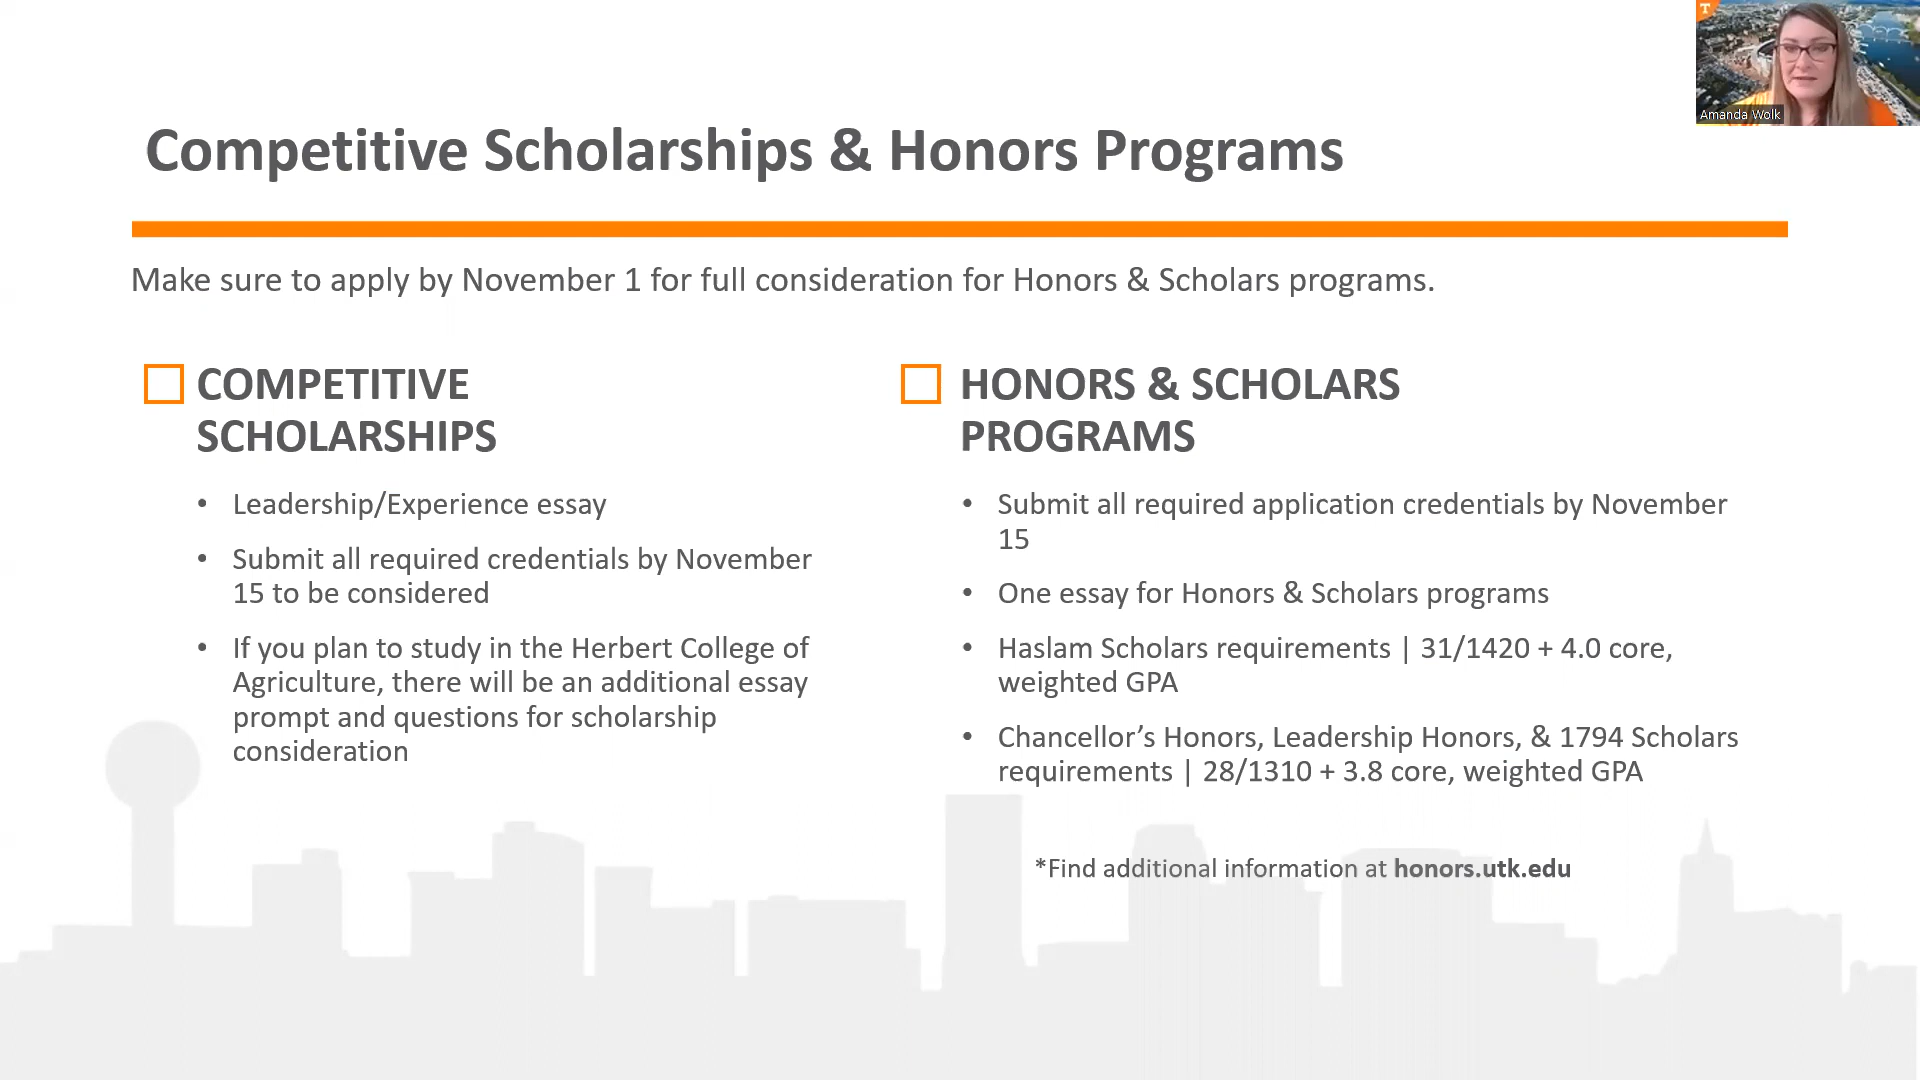 T
Amanda Wolk
Competitive Scholarships & Honors Programs
Make sure to apply by November 1 for full consideration for Honors & Scholars programs.
COMPETITIVE
SCHOLARSHIPS
• Leadership/Experience essay
• Submit all required credentials by November
15 to be considered
• If you plan to study in the Herbert College of
Agriculture, there will be an additional essay
prompt and questions for scholarship
consideration
HONORS & SCHOLARS
PROGRAMS
• Submit all required application credentials by November
15
• One essay for Honors & Scholars programs
• Haslam Scholars requirements | 31/1420 + 4.0 core,
weighted GPA
• Chancellor’s Honors, Leadership Honors, & 1794 Scholars
requirements | 28/1310 + 3.8 core, weighted GPA
*Find additional information at honors.utk.edu